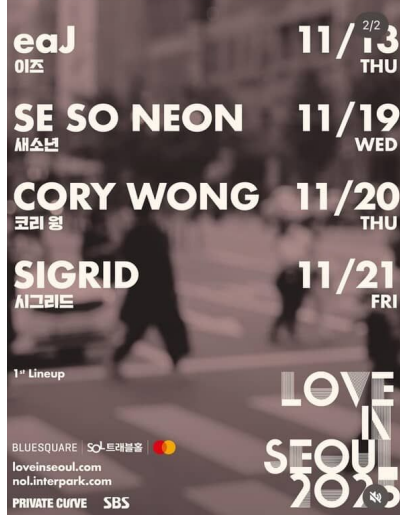 2/2
eaJ
11/13
이즈
THU
SE SO NEON
11/19
새소년
WED
CORY WONG
11/20
코리 웡
THU
SIGRID
11/21
시그리드
FRI
1st Lineup
LOVE
IN
SEOUL
2025
BLUESQUARE SOL트래블홀
loveinseoul.com
nol.interpark.com
PRIVATE CURVE SBS